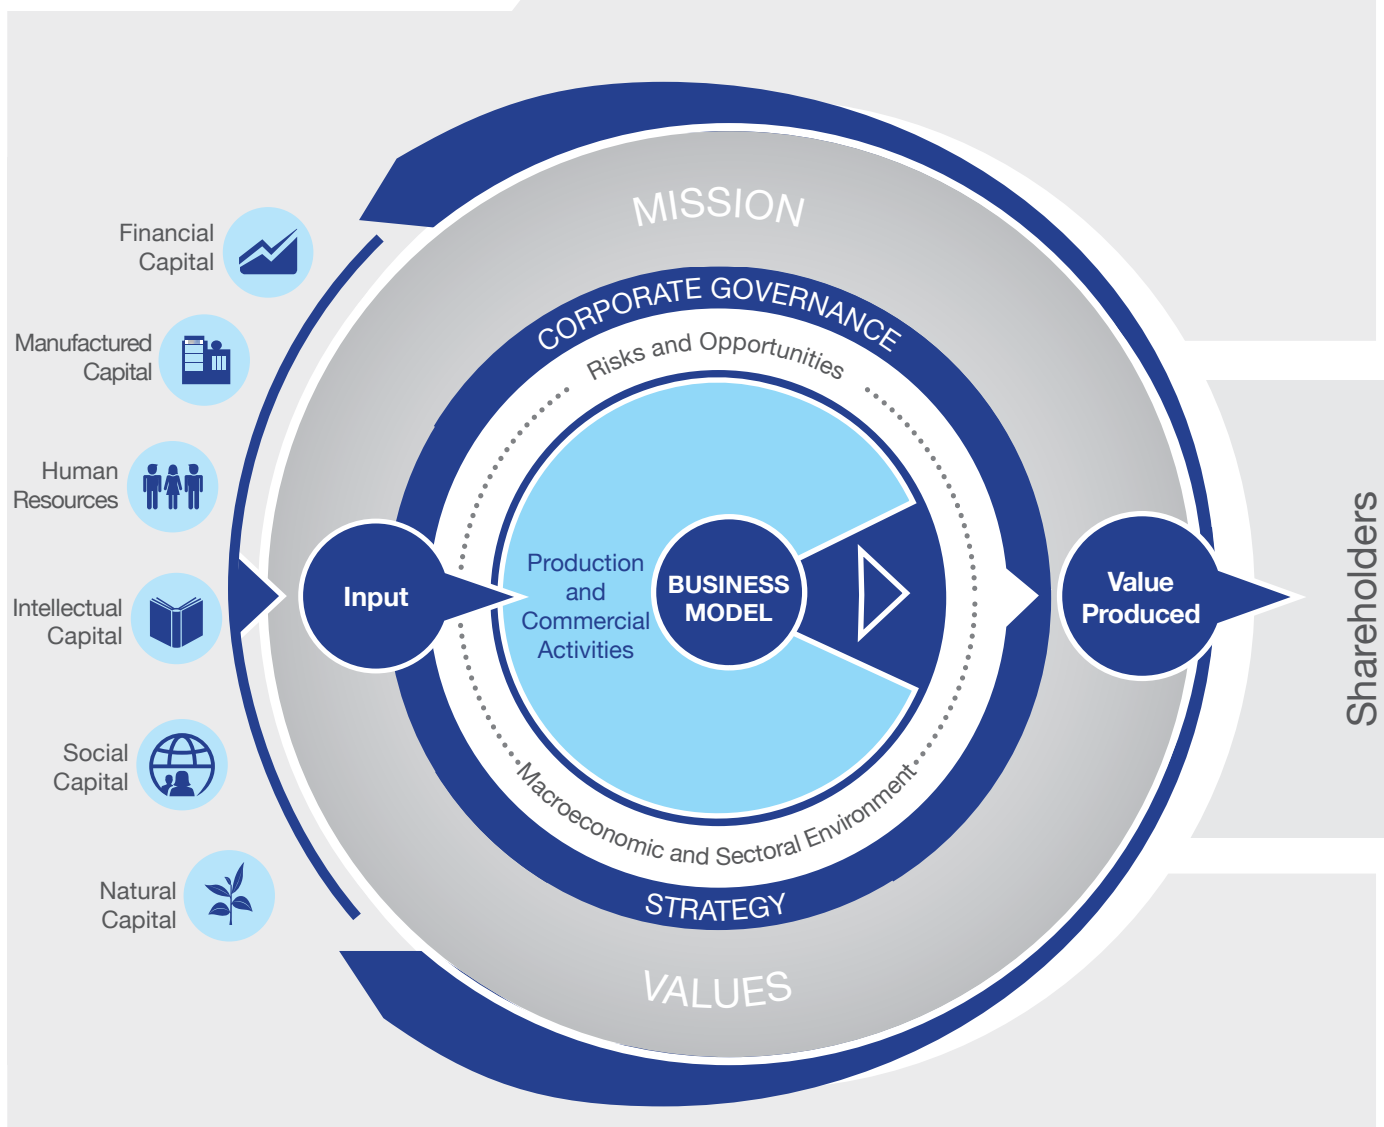 MISSION
CORPORATE GOVERNANCE
Risks and Opportunities
Financial
Capital
Manufactured
Capital
Human
Resources
Intellectual
Capital
Social
Capital
Natural
Capital
Input
Production
and
Commercial
Activities
BUSINESS
MODEL
Value
Produced
Shareholders
Macroeconomic and Sectoral Environment
STRATEGY
VALUES